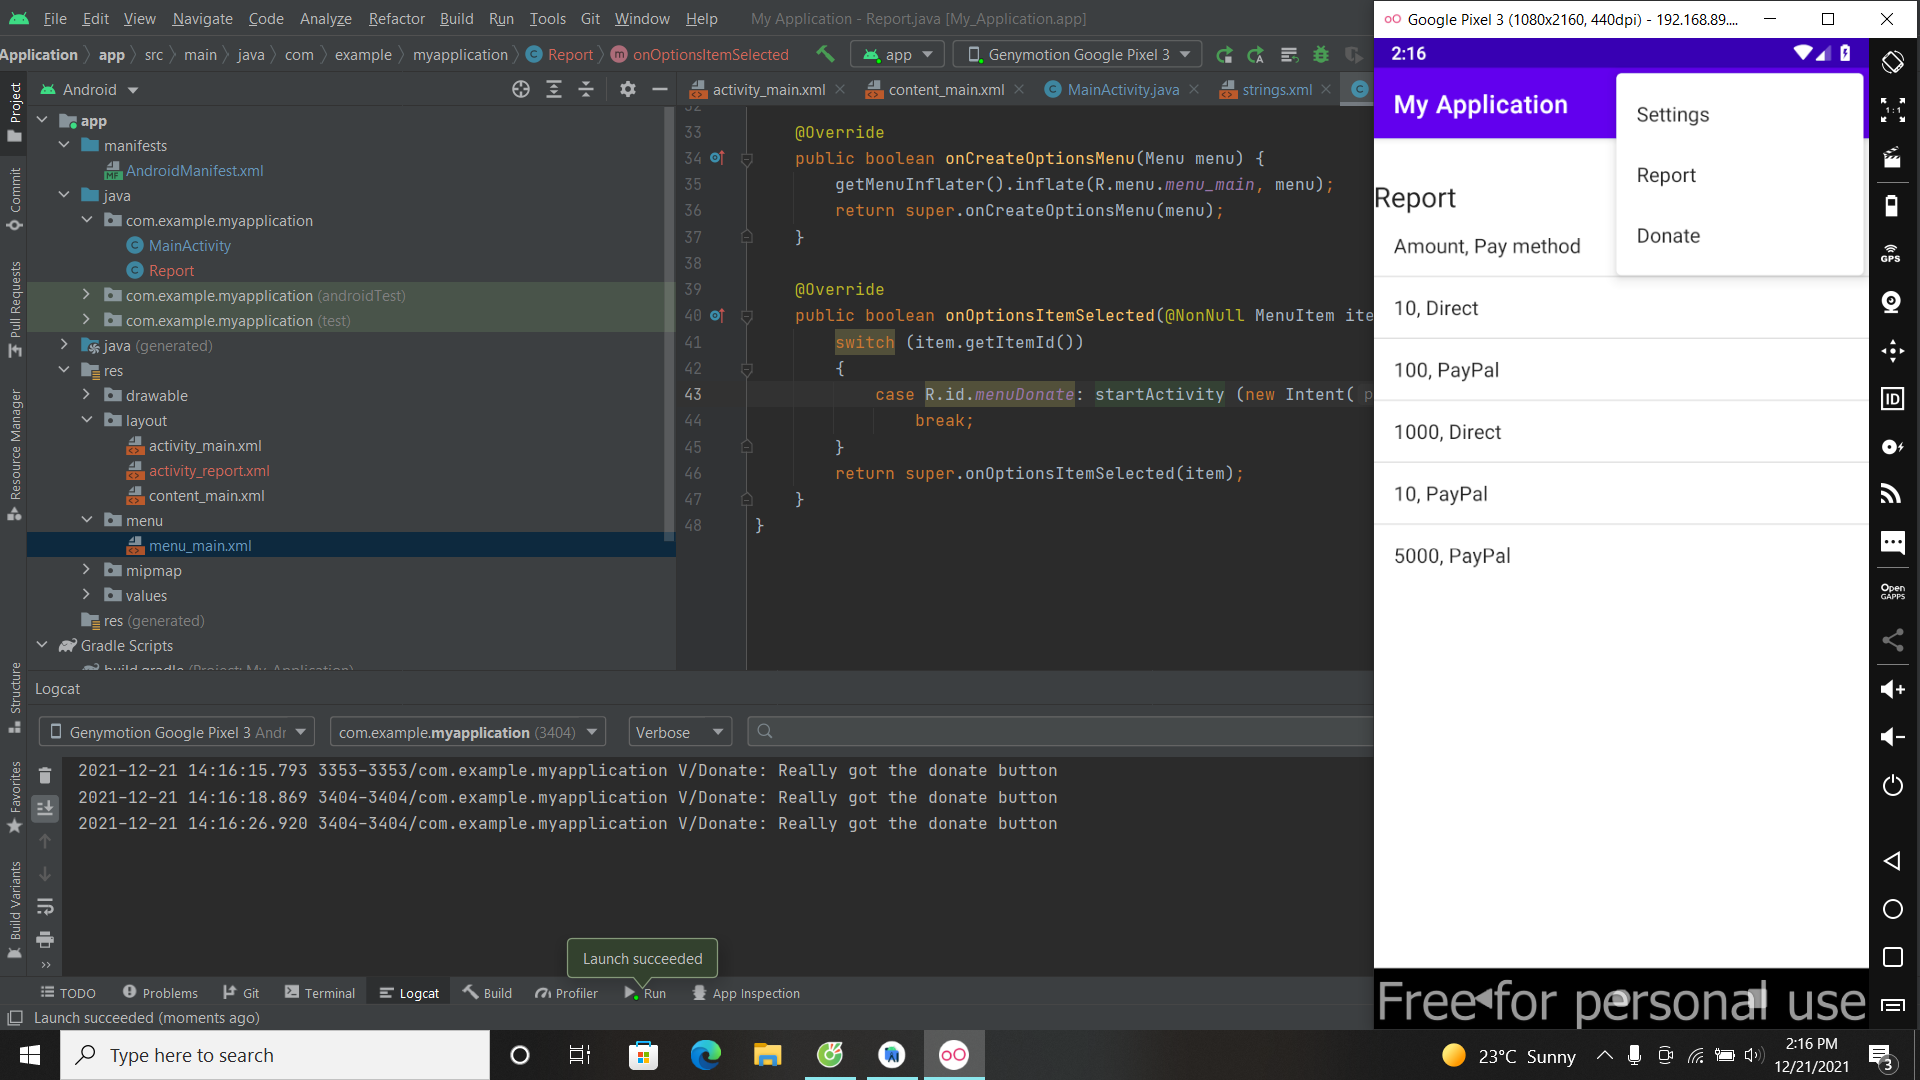 File Edit View Navigate Code Analyze Refactor Build Run Tools Git Window Help My Application - Report.java [My_Application.app]
Application app src main java com example myapplication Report onOptionsItemSelected app Genymotion Google Pixel 3
Project
Commit
Pull Requests
Resource Manager
Structure
Favorites
Build Variants
Android
app
manifests
AndroidManifest.xml
java
com.example.myapplication
MainActivity
Report
com.example.myapplication (androidTest)
com.example.myapplication (test)
java (generated)
res
drawable
layout
activity_main.xml
activity_report.xml
content_main.xml
menu
menu_main.xml
mipmap
values
res (generated)
Gradle Scripts
build.gradle (Project: My_Application)
activity_main.xml content_main.xml MainActivity.java strings.xml
32
33 @Override
34 public boolean onCreateOptionsMenu(Menu menu) {
35 getMenuInflater().inflate(R.menu.menu_main, menu);
36 return super.onCreateOptionsMenu(menu);
37 }
38
39 @Override
40 public boolean onOptionsItemSelected(@NonNull MenuItem ite
41 switch (item.getItemId())
42 {
43 case R.id.menuDonate: startActivity (new Intent( p
44 break;
45 }
46 return super.onOptionsItemSelected(item);
47 }
48 }
Logcat
Genymotion Google Pixel 3 Andr com.example.myapplication (3404) Verbose
2021-12-21 14:16:15.793 3353-3353/com.example.myapplication V/Donate: Really got the donate button
2021-12-21 14:16:18.869 3404-3404/com.example.myapplication V/Donate: Really got the donate button
2021-12-21 14:16:26.920 3404-3404/com.example.myapplication V/Donate: Really got the donate button
Launch succeeded
TODO Problems Git Terminal Logcat Build Profiler Run App Inspection
Launch succeeded (moments ago)
Google Pixel 3 (1080x2160, 440dpi) - 192.168.89....
2:16
My Application
Settings
Report
Donate
Report
Amount, Pay method
10, Direct
100, PayPal
1000, Direct
10, PayPal
5000, PayPal
Free for personal use
1:1
GPS
ID
Open
GAPPS
Type here to search
23°C Sunny
2:16 PM
12/21/2021
3